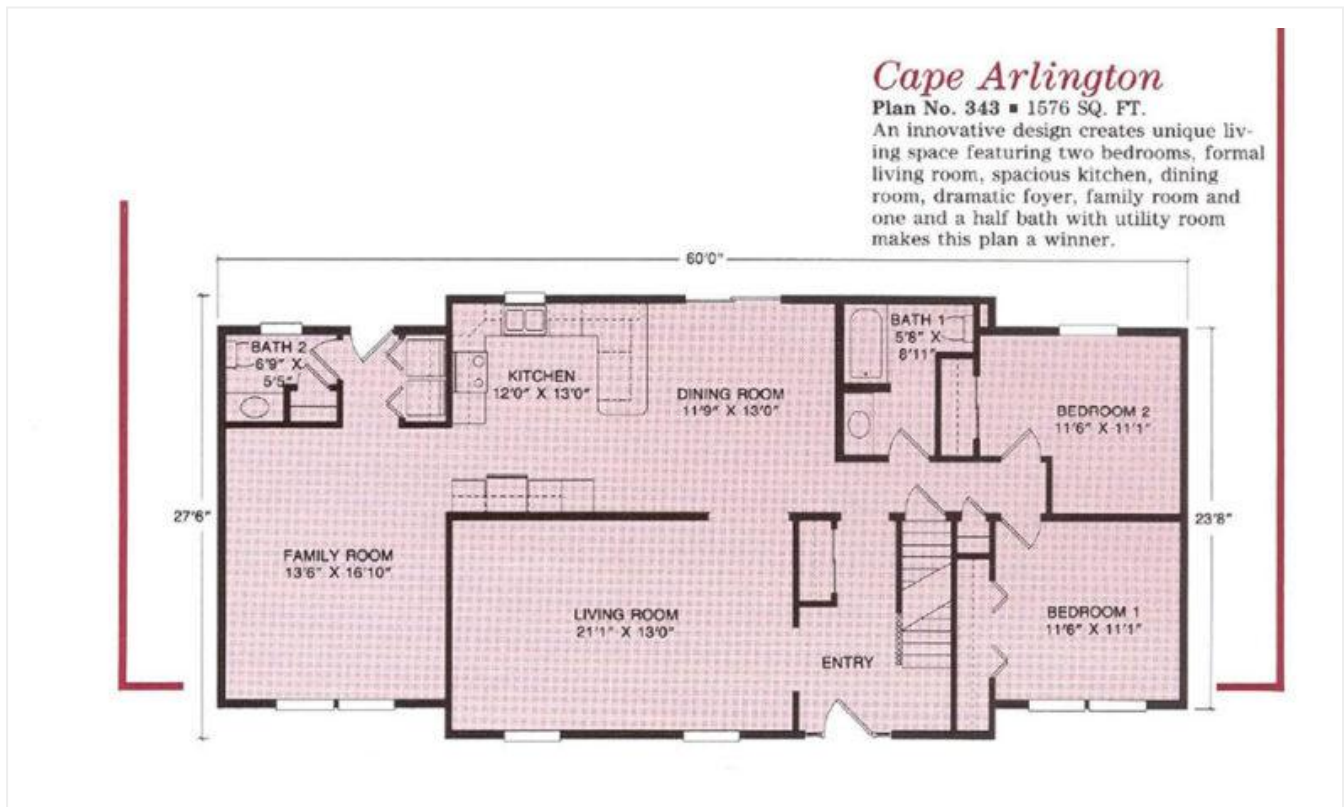 Cape Arlington
Plan No. 343 ■ 1576 SQ. FT.
An innovative design creates unique liv-
ing space featuring two bedrooms, formal
living room, spacious kitchen, dining
room, dramatic foyer, family room and
one and a half bath with utility room
makes this plan a winner.
60'0"
BATH 1
5'8" X
8'11"
BATH 2
6'9" X
5'5"
KITCHEN
12'0" X 13'0"
DINING ROOM
11'9" X 13'0"
BEDROOM 2
11'6" X 11'1"
27'6"
23'8"
FAMILY ROOM
13'6" X 16'10"
LIVING ROOM
21'1" X 13'0"
BEDROOM 1
11'6" X 11'1"
ENTRY